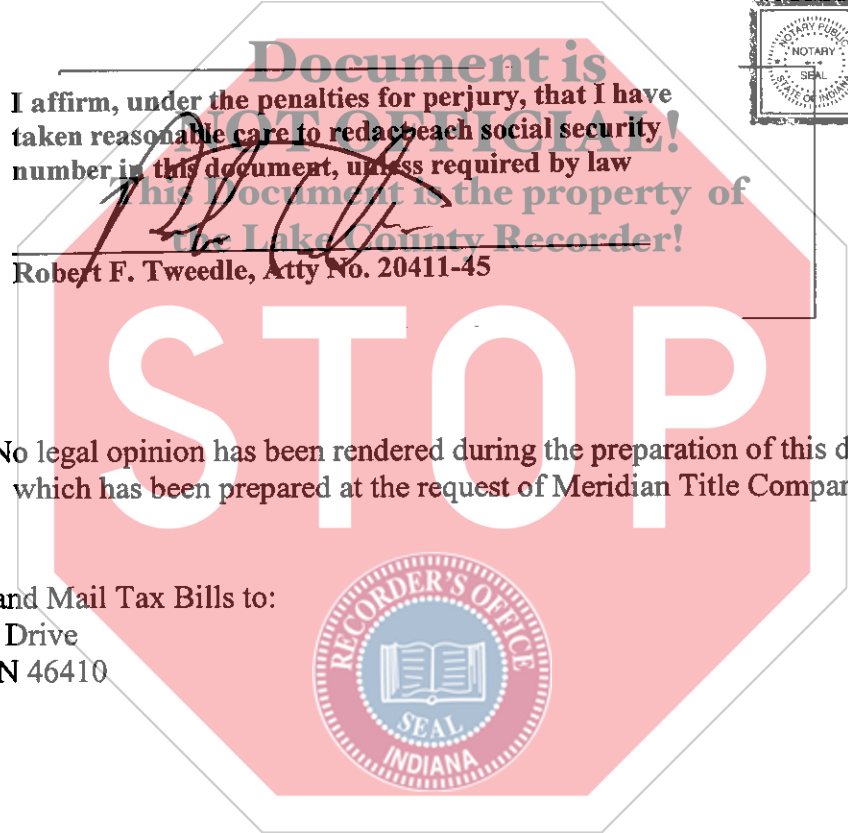 NOTARY PUBLIC
NOTARY
SEAL
STATE OF INDIANA
Document is
NOT OFFICIAL!
This Document is the property of
the Lake County Recorder!
I affirm, under the penalties for perjury, that I have
taken reasonable care to redact each social security
number in this document, unless required by law
Robert F. Tweedle, Atty No. 20411-45
STOP
No legal opinion has been rendered during the preparation of this d
which has been prepared at the request of Meridian Title Compan
and Mail Tax Bills to:
Drive
N 46410
RECORDER'S OFFICE
SEAL
INDIANA